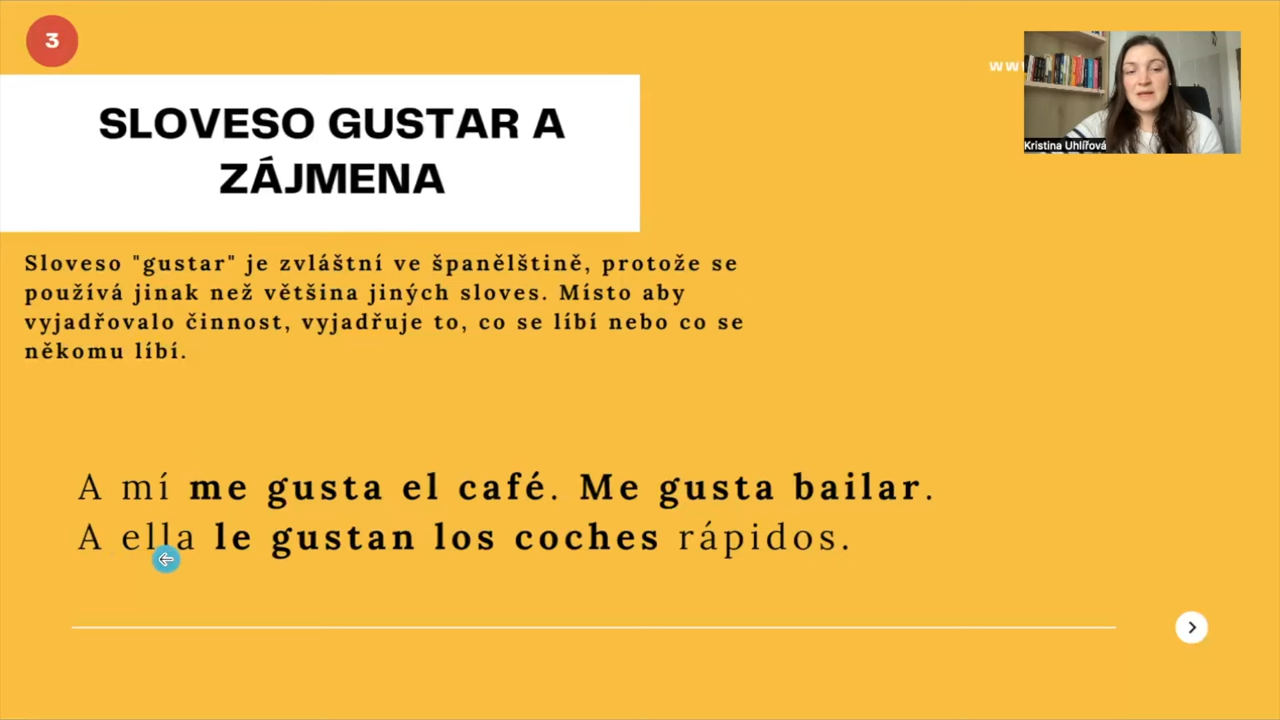 3
ww
Kristina Uhlířová
SLOVESO GUSTAR A
ZÁJMENA
Sloveso "gustar" je zvláštní ve španělštině, protože se
používá jinak než většina jiných sloves. Místo aby
vyjadřovalo činnost, vyjadřuje to, co se líbí nebo co se
někomu líbí.
A mí me gusta el café. Me gusta bailar.
A ella le gustan los coches rápidos.